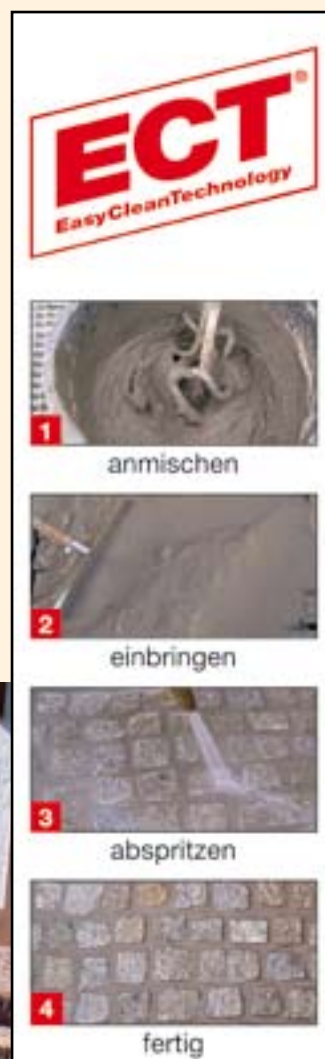 ECT®
EasyCleanTechnology
1
anmischen
2
einbringen
3
abspritzen
4
fertig